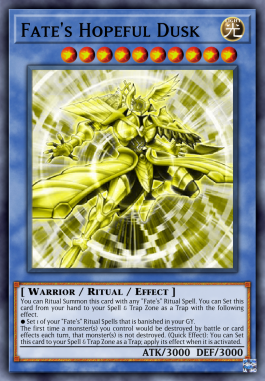 Fate's Hopeful Dusk
LIGHT
光
[ Warrior / Ritual / Effect ]
You can Ritual Summon this card with any "Fate's" Ritual Spell. You can Set this
card from your hand to your Spell & Trap Zone as a Trap with the following
effect.
● Set 1 of your "Fate's" Spells that is banished in your GY.
The first time a monster(s) you control would be destroyed by battle or card
effects each turn, that monster(s) is not destroyed. (Quick Effect): You can Set
this card to your Spell & Trap Zone as a Trap; apply its effect when it is activated.
ATK/3000 DEF/3000